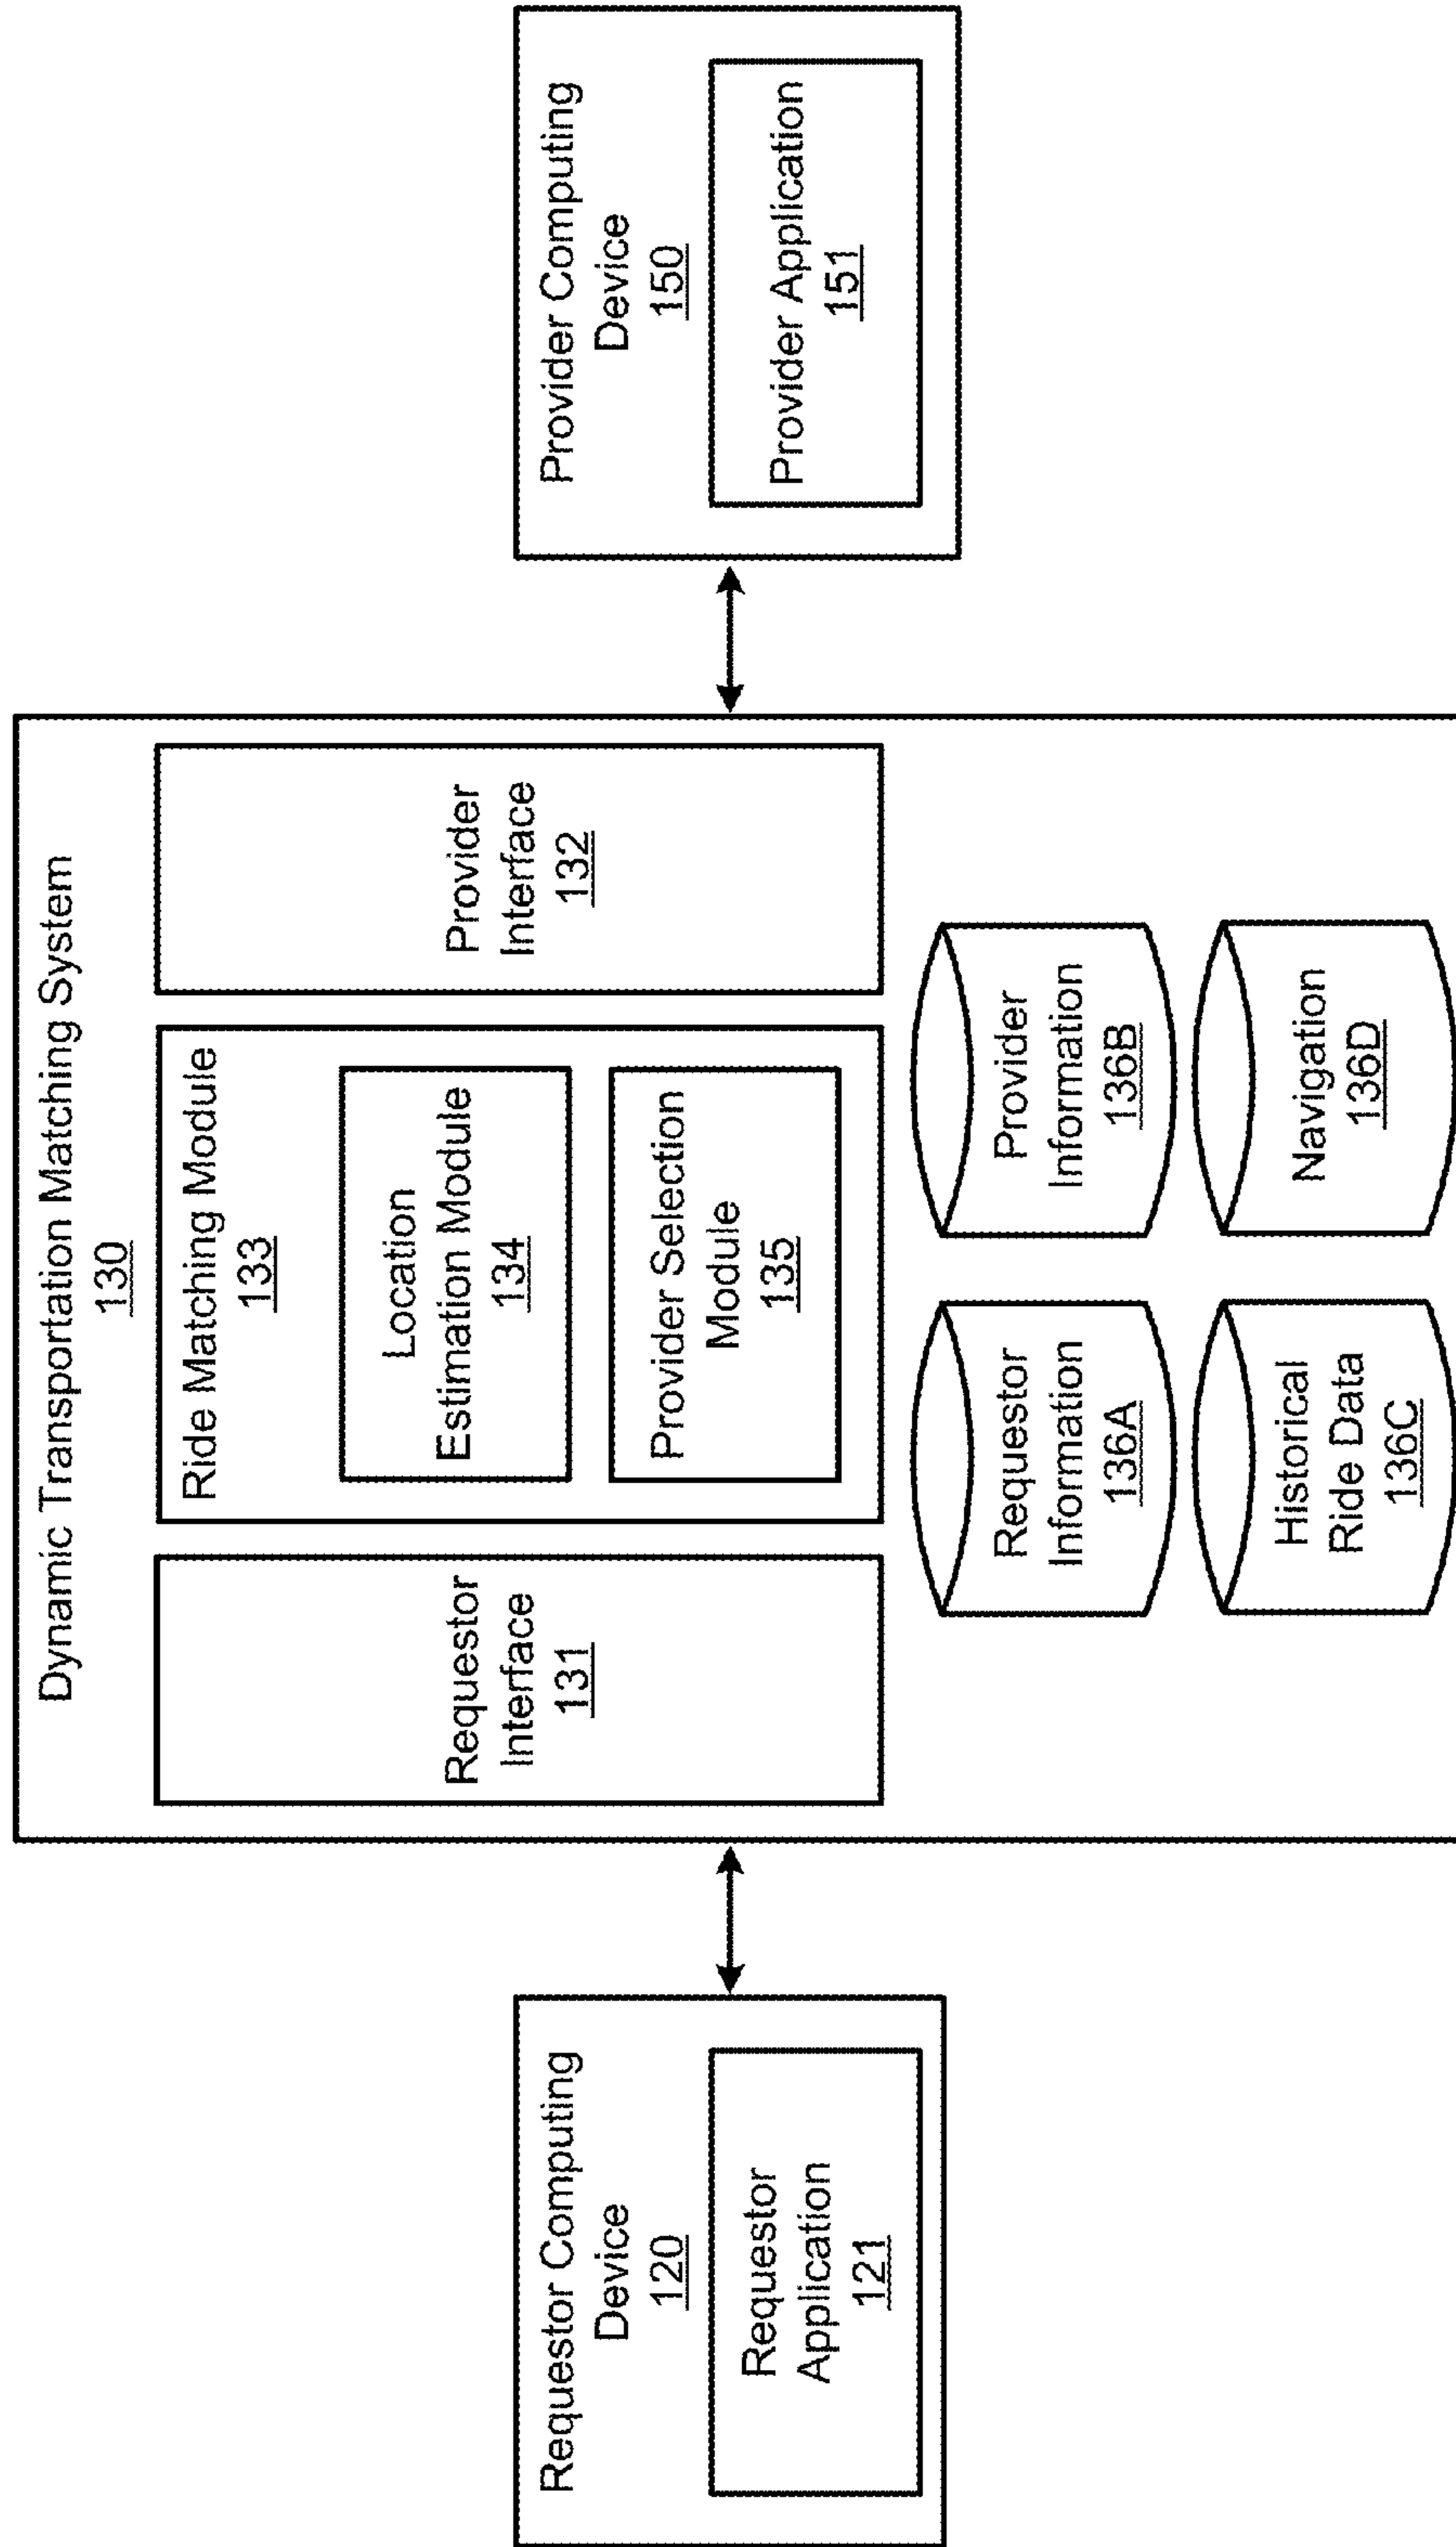 Requestor Computing
Device
120
Requestor
Application
121
Dynamic Transportation Matching System
130
Requestor
Interface
131
Ride Matching Module
133
Location
Estimation Module
134
Provider Selection
Module
135
Provider
Interface
132
Requestor
Information
136A
Provider
Information
136B
Historical
Ride Data
136C
Navigation
136D
Provider Computing
Device
150
Provider Application
151